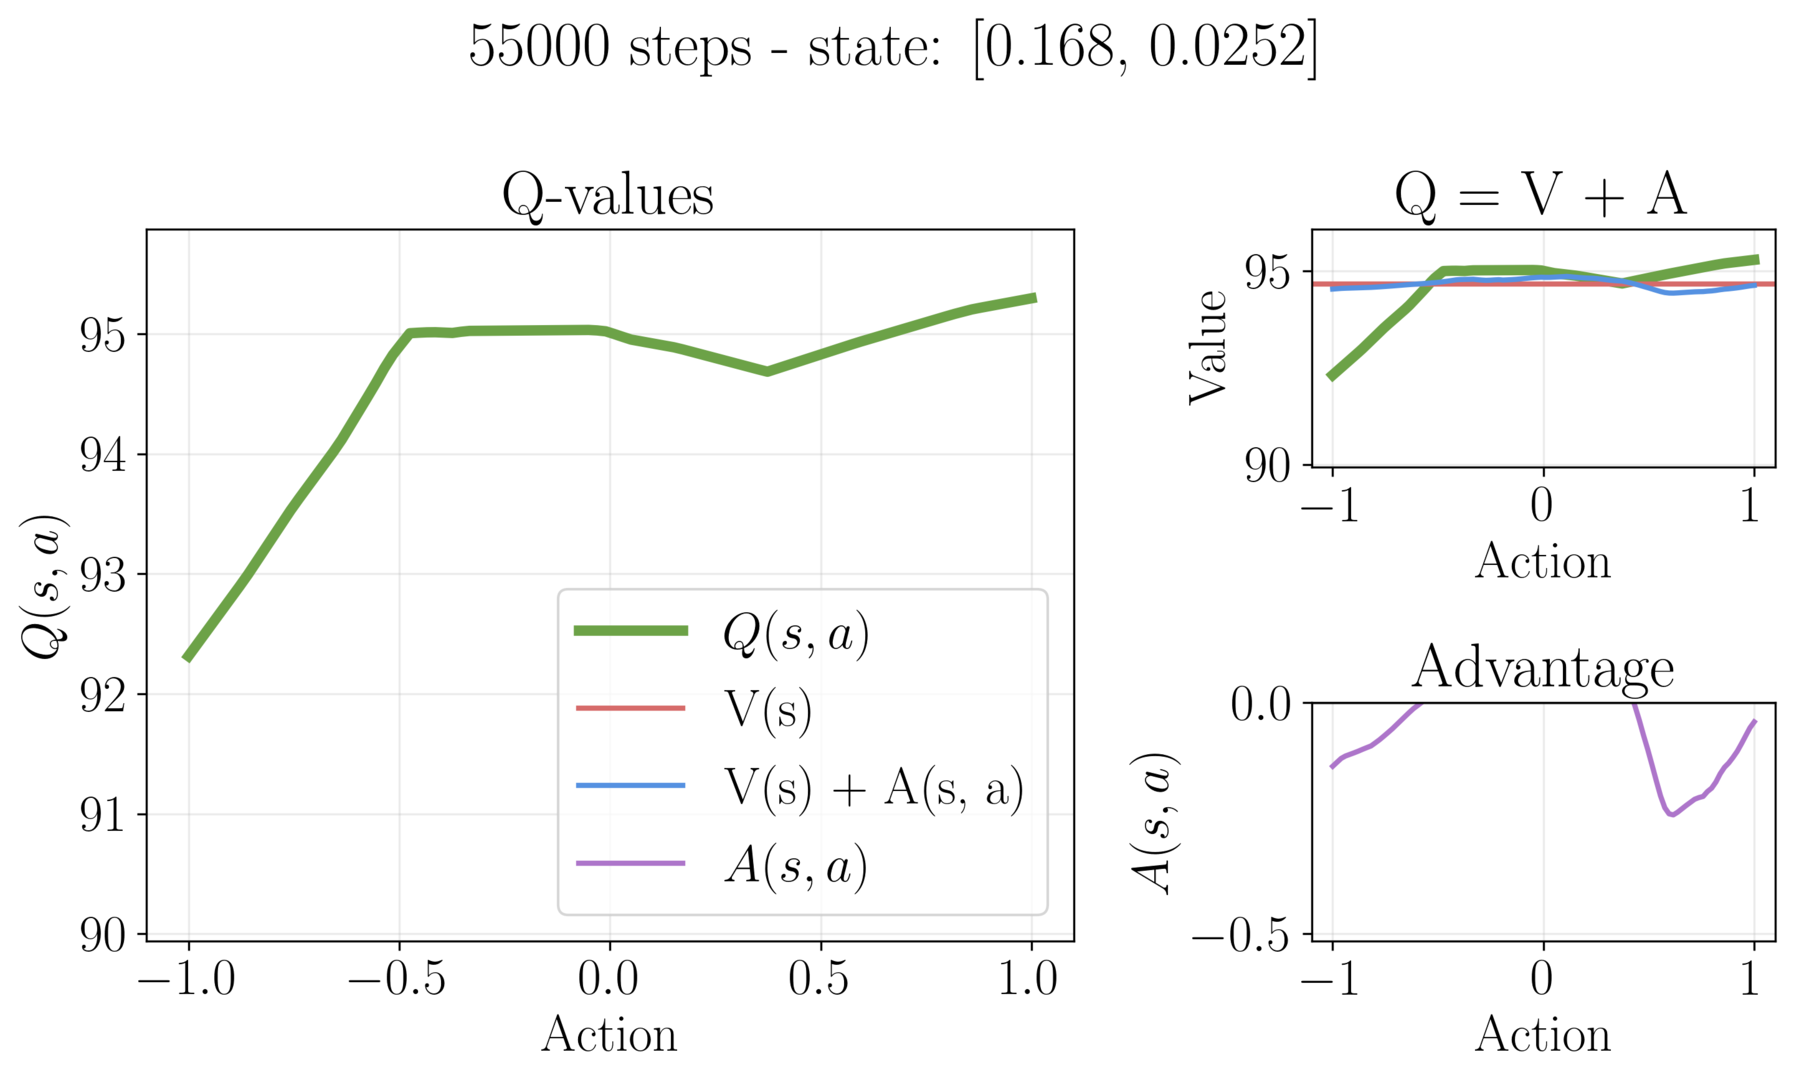 55000 steps - state: [0.168, 0.0252]
Q-values
Q(s, a)
95
94
93
92
91
90
−1.0 −0.5 0.0 0.5 1.0
Action
Q(s, a)
V(s)
V(s) + A(s, a)
A(s, a)
Q = V + A
Value
95
90
−1 0 1
Action
Advantage
A(s, a)
0.0
−0.5
−1 0 1
Action